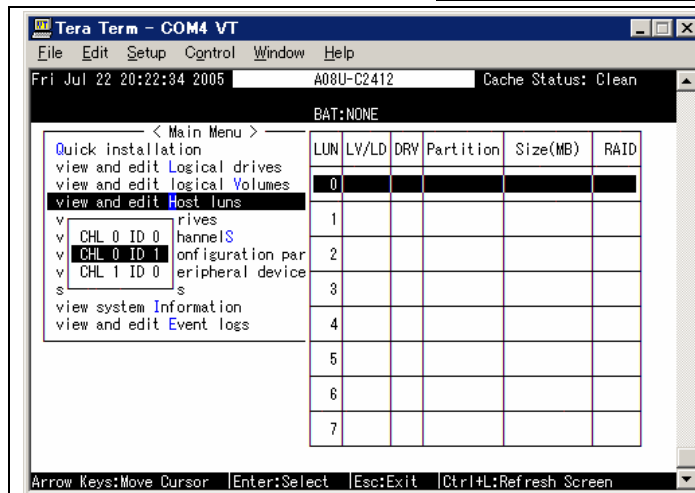 Tera Term - COM4 VT
File Edit Setup Control Window Help
Fri Jul 22 20:22:34 2005 A08U-C2412 Cache Status: Clean
BAT:NONE
< Main Menu >
Quick installation
view and edit Logical drives
view and edit logical Volumes
view and edit Host luns
v rives
v CHL 0 ID 0 hannelS
v CHL 0 ID 1 onfiguration par
v CHL 1 ID 0 eripheral device
s s
view system Information
view and edit Event logs
LUN LV/LD DRV Partition Size(MB) RAID
0
1
2
3
4
5
6
7
Arrow Keys:Move Cursor |Enter:Select |Esc:Exit |Ctrl+L:Refresh Screen